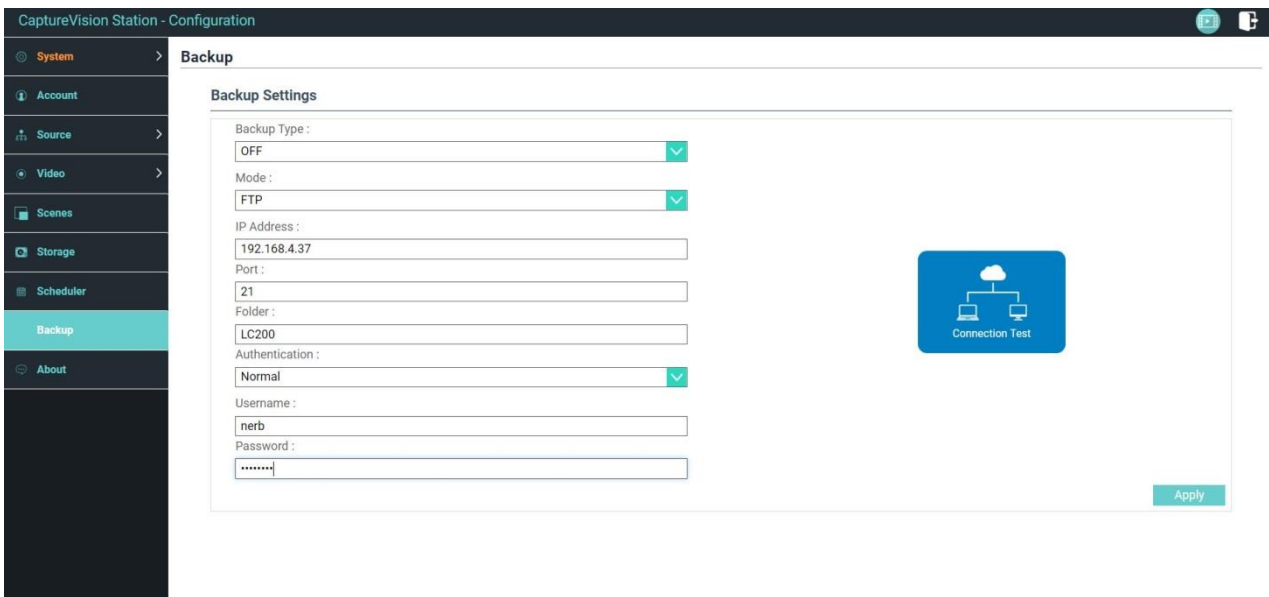 CaptureVision Station - Configuration
System
Account
Source
Video
Scenes
Storage
Scheduler
Backup
About
Backup
Backup Settings
Backup Type :
OFF
Mode :
FTP
IP Address :
192.168.4.37
Port :
21
Folder :
LC200
Authentication :
Normal
Username :
nerb
Password :
••••••••
Connection Test
Apply